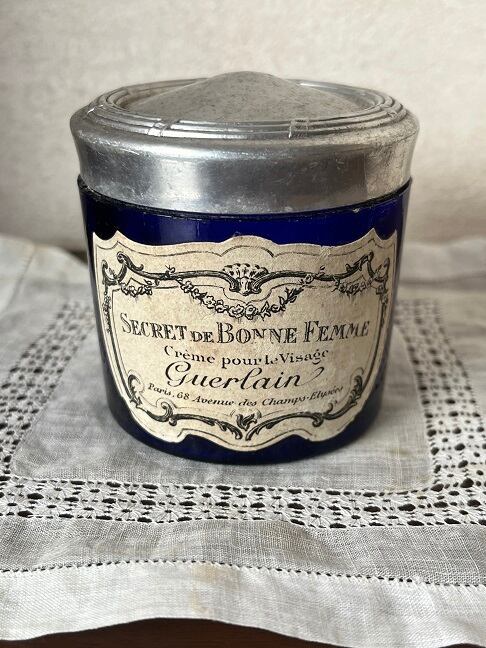 SECRET DE BONNE FEMME
Crème pour le Visage
Guerlain
Paris, 68 Avenue des Champs-Elysées